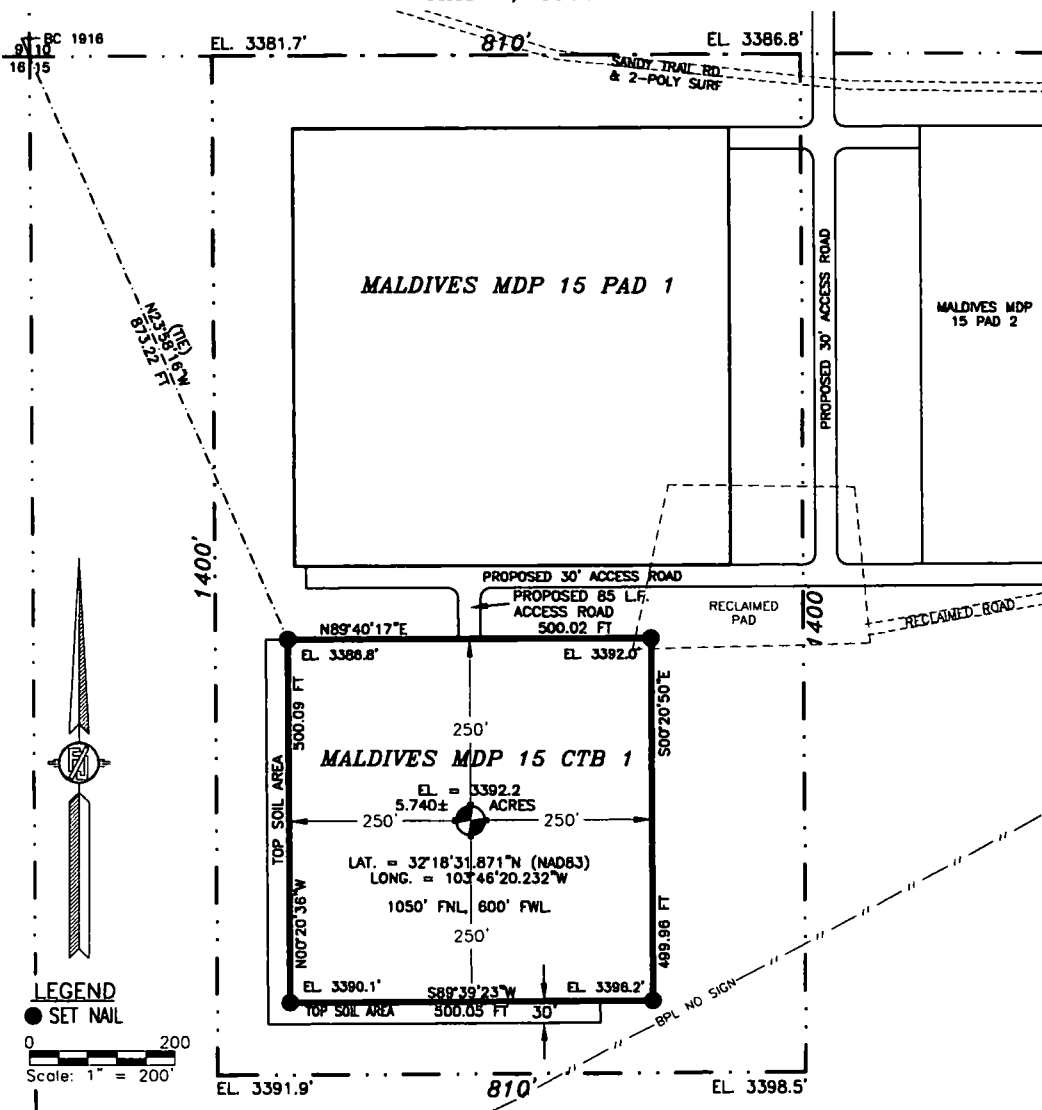 BC 1916
9 10
16 15
EL. 3381.7'
810'
EL. 3386.8'
SANDY TRAIL RD
& 2-POLY SURF
MALDIVES MDP 15 PAD 1
PROPOSED 30' ACCESS ROAD
MALDIVES MDP
15 PAD 2
(TIE)
N23°58'16"W
873.22 FT
1400'
PROPOSED 30' ACCESS ROAD
PROPOSED 85 L.F.
ACCESS ROAD
RECLAIMED
PAD
1400'
RECLAIMED ROAD
N89°40'17"E
500.02 FT
EL. 3386.8'
EL. 3392.0'
500.09 FT
S00°20'50"E
250'
MALDIVES MDP 15 CTB 1
TOP SOIL AREA
EL = 3392.2
5.740± ACRES
250'
250'
LAT. = 32°18'31.871"N (NAD83)
LONG. = 103°46'20.232"W
1050' FNL, 600' FWL
N00°20'36"W
250'
499.96 FT
EL. 3390.1'
S89°39'23"W
EL. 3396.2'
TOP SOIL AREA
500.05 FT
30'
BPL NO SIGN
LEGEND
SET NAIL
0 200
Scale: 1" = 200'
EL. 3391.9'
810'
EL. 3398.5'